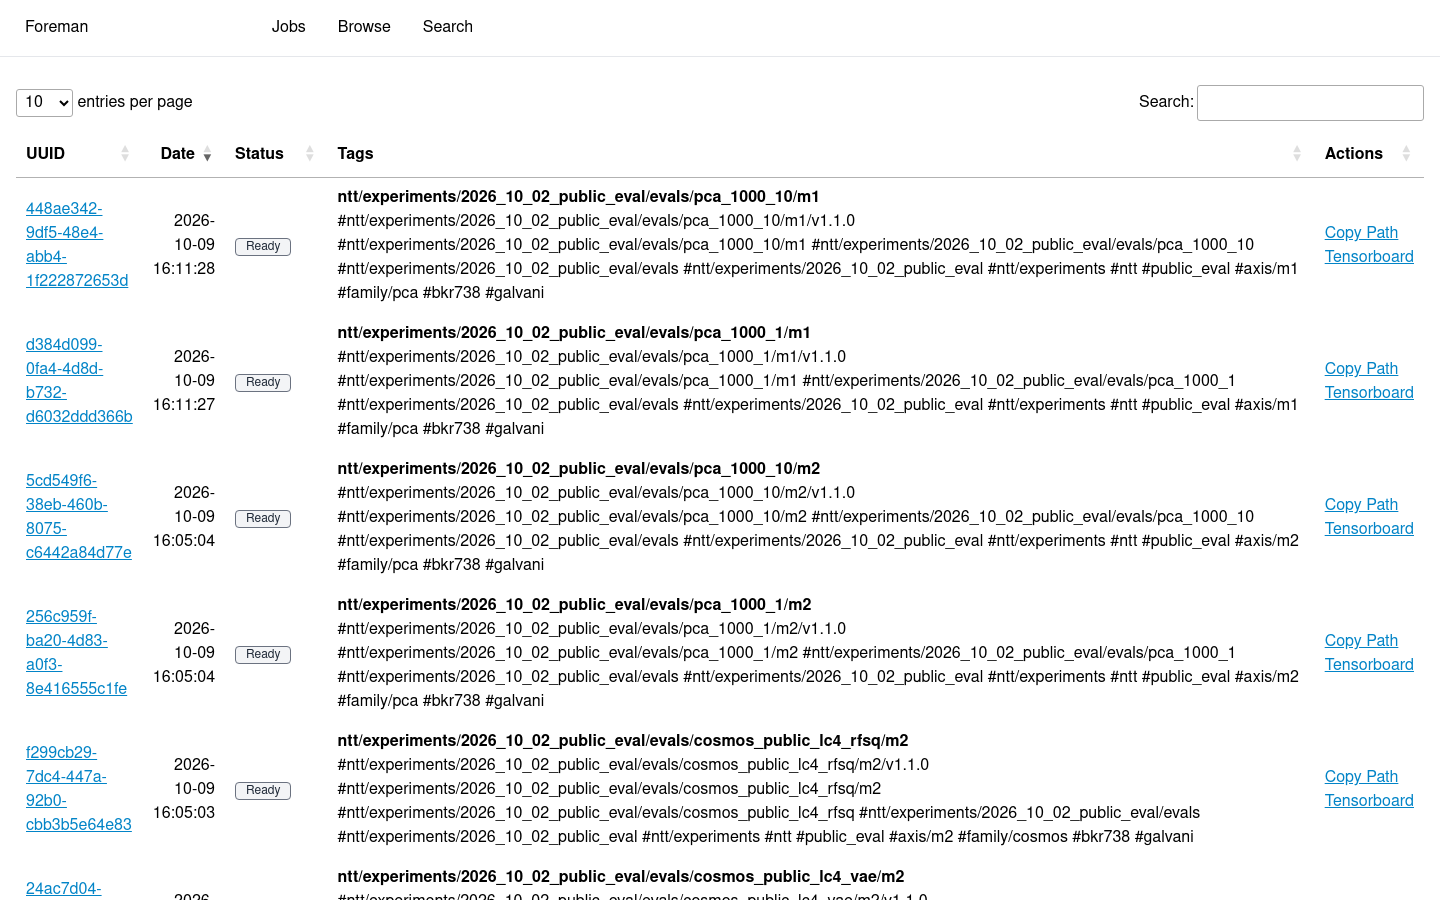 Foreman
Jobs
Browse
Search
10 entries per page
Search:
UUID
Date
Status
Tags
Actions
448ae342-
9df5-48e4-
abb4-
1f222872653d
2026-
10-09
16:11:28
Ready
ntt/experiments/2026_10_02_public_eval/evals/pca_1000_10/m1
#ntt/experiments/2026_10_02_public_eval/evals/pca_1000_10/m1/v1.1.0
#ntt/experiments/2026_10_02_public_eval/evals/pca_1000_10/m1 #ntt/experiments/2026_10_02_public_eval/evals/pca_1000_10
#ntt/experiments/2026_10_02_public_eval/evals #ntt/experiments/2026_10_02_public_eval #ntt/experiments #ntt #public_eval #axis/m1
#family/pca #bkr738 #galvani
Copy Path
Tensorboard
d384d099-
0fa4-4d8d-
b732-
d6032ddd366b
2026-
10-09
16:11:27
Ready
ntt/experiments/2026_10_02_public_eval/evals/pca_1000_1/m1
#ntt/experiments/2026_10_02_public_eval/evals/pca_1000_1/m1/v1.1.0
#ntt/experiments/2026_10_02_public_eval/evals/pca_1000_1/m1 #ntt/experiments/2026_10_02_public_eval/evals/pca_1000_1
#ntt/experiments/2026_10_02_public_eval/evals #ntt/experiments/2026_10_02_public_eval #ntt/experiments #ntt #public_eval #axis/m1
#family/pca #bkr738 #galvani
Copy Path
Tensorboard
5cd549f6-
38eb-460b-
8075-
c6442a84d77e
2026-
10-09
16:05:04
Ready
ntt/experiments/2026_10_02_public_eval/evals/pca_1000_10/m2
#ntt/experiments/2026_10_02_public_eval/evals/pca_1000_10/m2/v1.1.0
#ntt/experiments/2026_10_02_public_eval/evals/pca_1000_10/m2 #ntt/experiments/2026_10_02_public_eval/evals/pca_1000_10
#ntt/experiments/2026_10_02_public_eval/evals #ntt/experiments/2026_10_02_public_eval #ntt/experiments #ntt #public_eval #axis/m2
#family/pca #bkr738 #galvani
Copy Path
Tensorboard
256c959f-
ba20-4d83-
a0f3-
8e416555c1fe
2026-
10-09
16:05:04
Ready
ntt/experiments/2026_10_02_public_eval/evals/pca_1000_1/m2
#ntt/experiments/2026_10_02_public_eval/evals/pca_1000_1/m2/v1.1.0
#ntt/experiments/2026_10_02_public_eval/evals/pca_1000_1/m2 #ntt/experiments/2026_10_02_public_eval/evals/pca_1000_1
#ntt/experiments/2026_10_02_public_eval/evals #ntt/experiments/2026_10_02_public_eval #ntt/experiments #ntt #public_eval #axis/m2
#family/pca #bkr738 #galvani
Copy Path
Tensorboard
f299cb29-
7dc4-447a-
92b0-
cbb3b5e64e83
2026-
10-09
16:05:03
Ready
ntt/experiments/2026_10_02_public_eval/evals/cosmos_public_lc4_rfsq/m2
#ntt/experiments/2026_10_02_public_eval/evals/cosmos_public_lc4_rfsq/m2/v1.1.0
#ntt/experiments/2026_10_02_public_eval/evals/cosmos_public_lc4_rfsq/m2
#ntt/experiments/2026_10_02_public_eval/evals/cosmos_public_lc4_rfsq #ntt/experiments/2026_10_02_public_eval/evals
#ntt/experiments/2026_10_02_public_eval #ntt/experiments #ntt #public_eval #axis/m2 #family/cosmos #bkr738 #galvani
Copy Path
Tensorboard
24ac7d04-
2026-
ntt/experiments/2026_10_02_public_eval/evals/cosmos_public_lc4_vae/m2
#ntt/experiments/2026_10_02_public_eval/evals/cosmos_public_lc4_vae/m2/v1.1.0